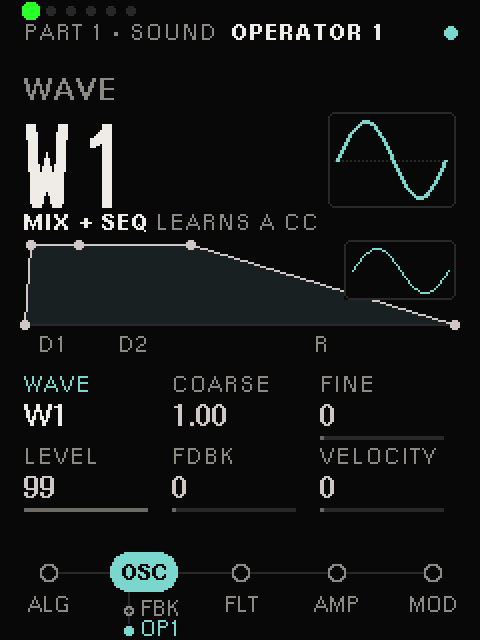 PART 1 · SOUND OPERATOR 1
WAVE
W1
MIX + SEQ LEARNS A CC
D1 D2 R
WAVE COARSE FINE
W1 1.00 0
LEVEL FDBK VELOCITY
99 0 0
OSC
ALG FBK FLT AMP MOD
OP1